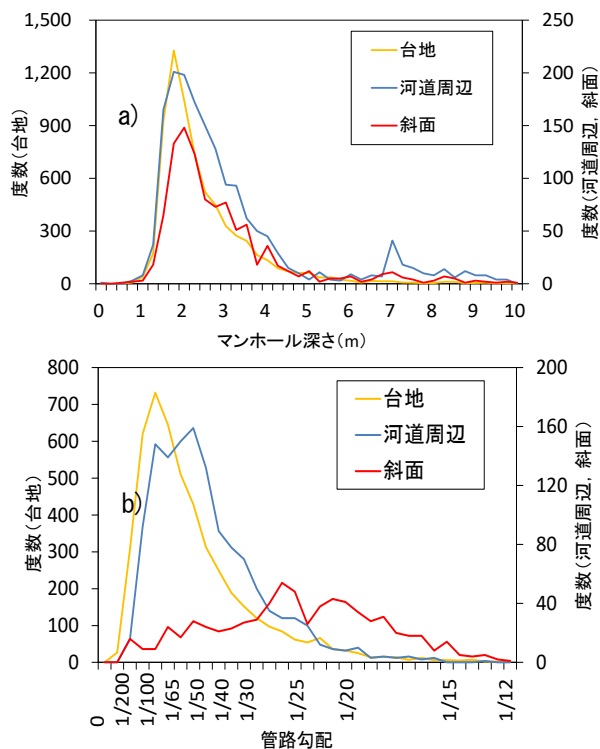 1,500
1,200
900
600
300
0
度数(台地)
a)
台地
河道周辺
斜面
250
200
150
100
50
0
度数(河道周辺, 斜面)
0 1 2 3 4 5 6 7 8 9 10
マンホール深さ(m)
800
700
600
500
400
300
200
100
0
度数(台地)
b)
台地
河道周辺
斜面
200
160
120
80
40
0
度数(河道周辺, 斜面)
0 1/200 1/100 1/65 1/50 1/40 1/30 1/25 1/20 1/15 1/12
管路勾配